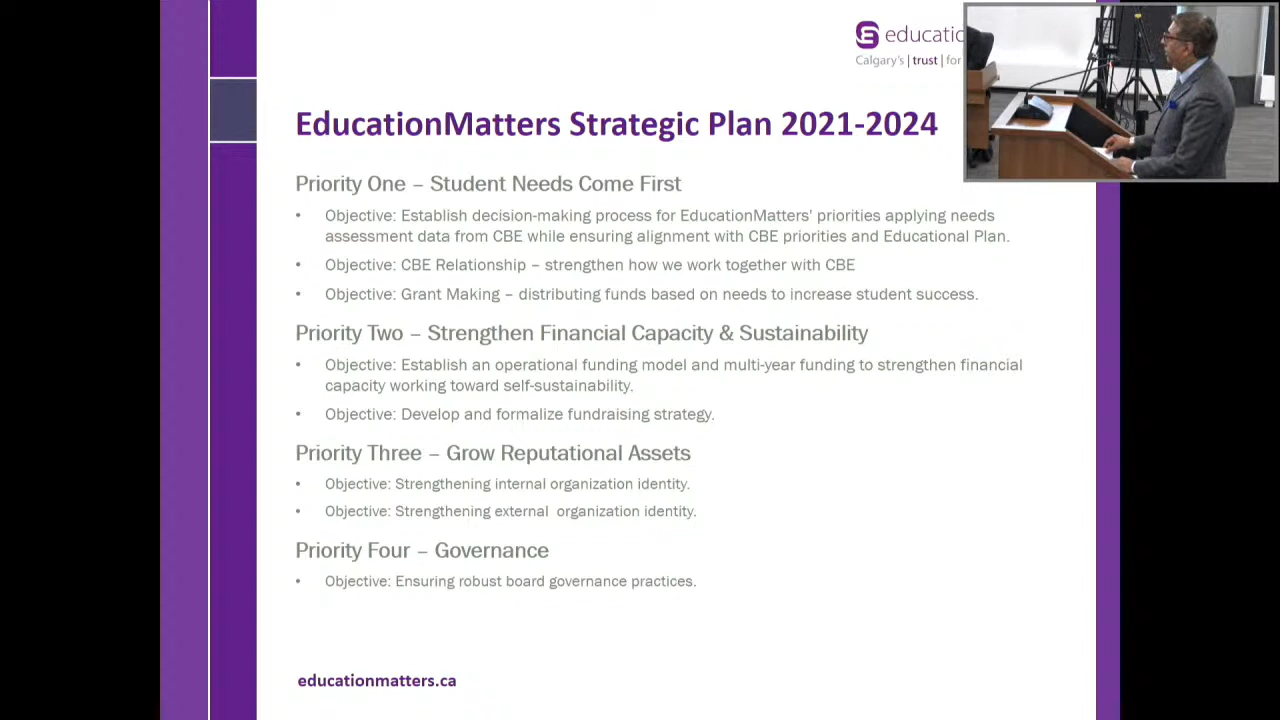 educatio
Calgary's | trust | for
EducationMatters Strategic Plan 2021-2024
Priority One – Student Needs Come First
• Objective: Establish decision-making process for EducationMatters' priorities applying needs
assessment data from CBE while ensuring alignment with CBE priorities and Educational Plan.
• Objective: CBE Relationship – strengthen how we work together with CBE
• Objective: Grant Making – distributing funds based on needs to increase student success.
Priority Two – Strengthen Financial Capacity & Sustainability
• Objective: Establish an operational funding model and multi-year funding to strengthen financial
capacity working toward self-sustainability.
• Objective: Develop and formalize fundraising strategy.
Priority Three – Grow Reputational Assets
• Objective: Strengthening internal organization identity.
• Objective: Strengthening external  organization identity.
Priority Four – Governance
• Objective: Ensuring robust board governance practices.
educationmatters.ca